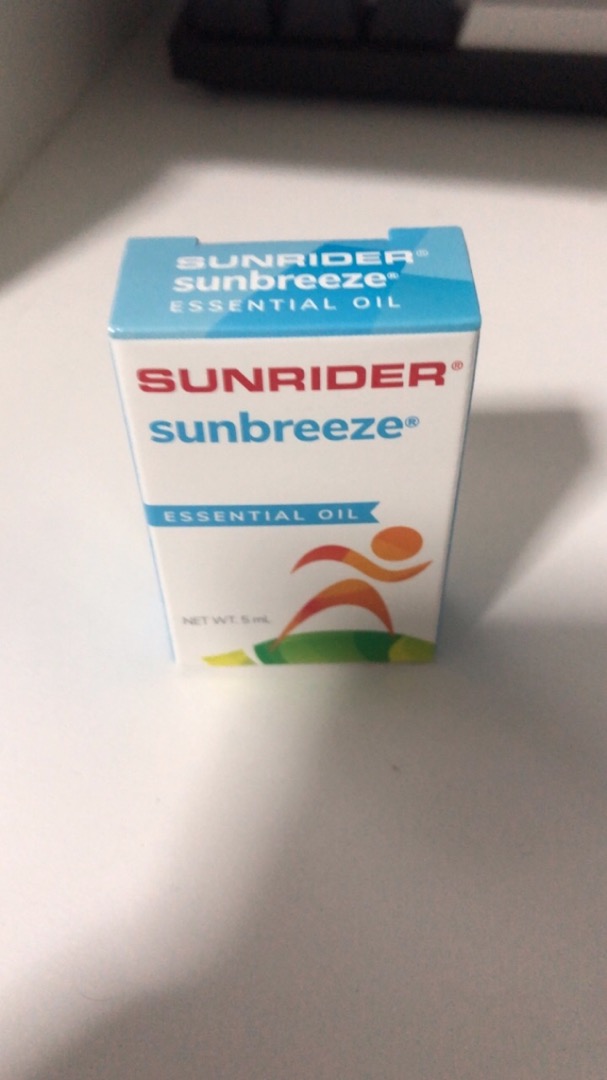 SUNRIDER®
sunbreeze®
ESSENTIAL OIL
SUNRIDER®
sunbreeze®
ESSENTIAL OIL
NET WT. 5 mL